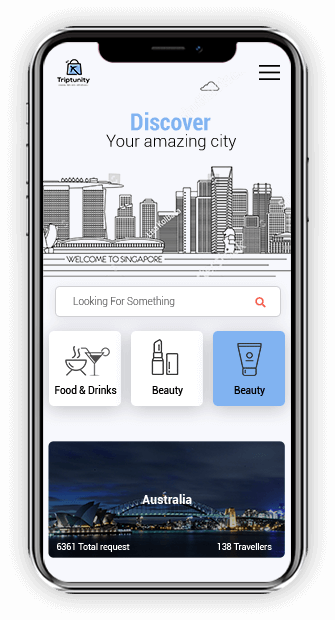 Triptunity
Discover
Your amazing city
WELCOME TO SINGAPORE
Looking For Something
Food & Drinks
Beauty
Beauty
Australia
6361 Total request
138 Travellers